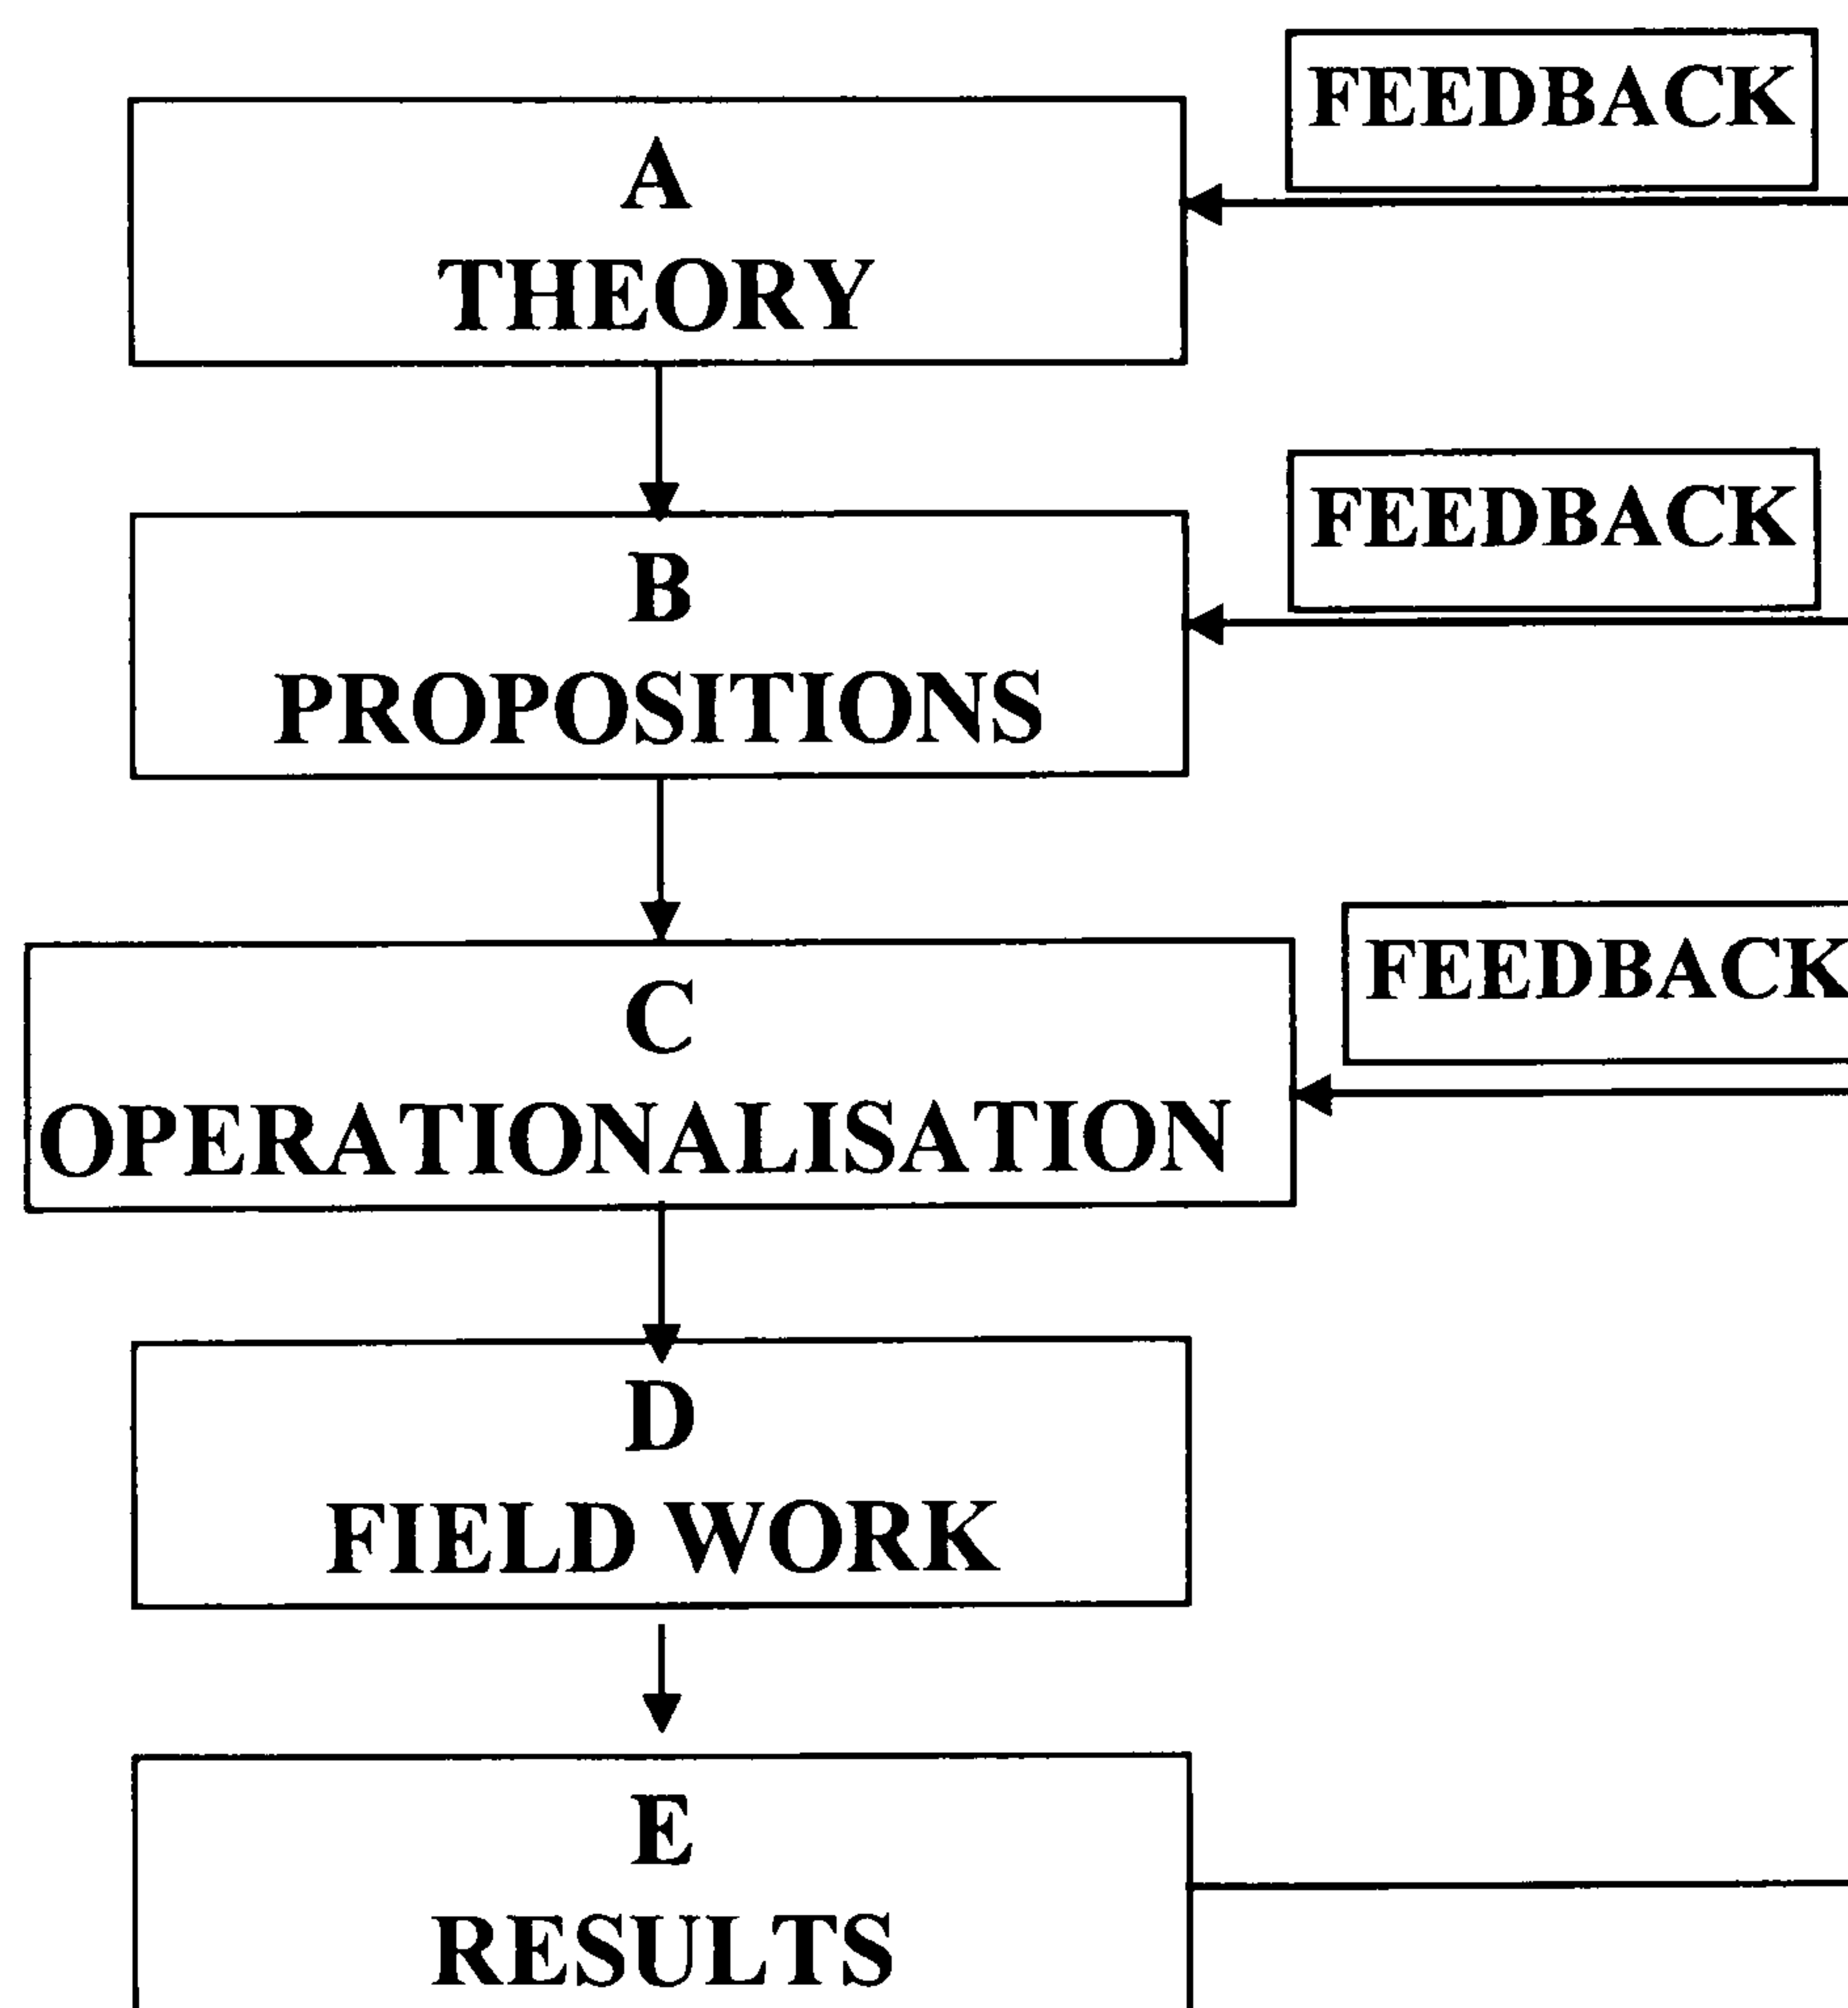 FEEDBACK
A
THEORY
FEEDBACK
B
PROPOSITIONS
FEEDBACK
C
OPERATIONALISATION
D
FIELD WORK
E
RESULTS